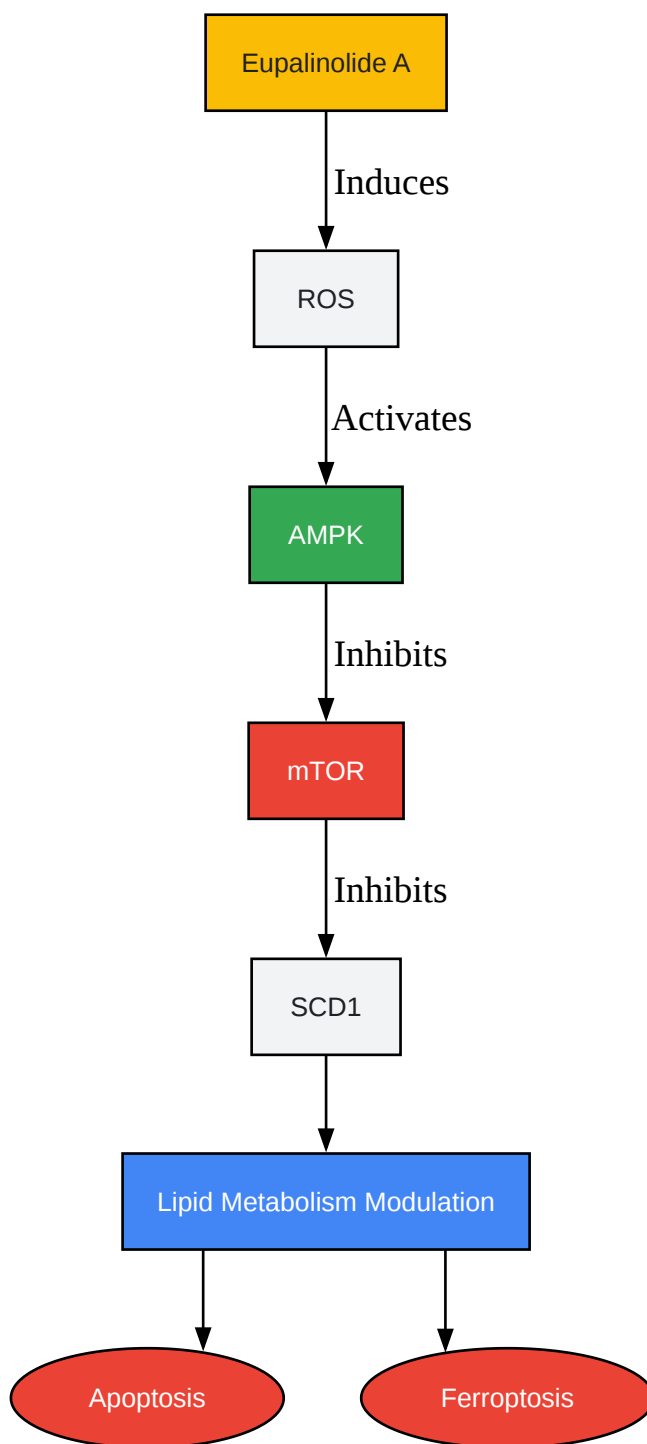 Eupalinolide A
Induces
ROS
Activates
AMPK
Inhibits
mTOR
Inhibits
SCD1
Lipid Metabolism Modulation
Apoptosis
Ferroptosis